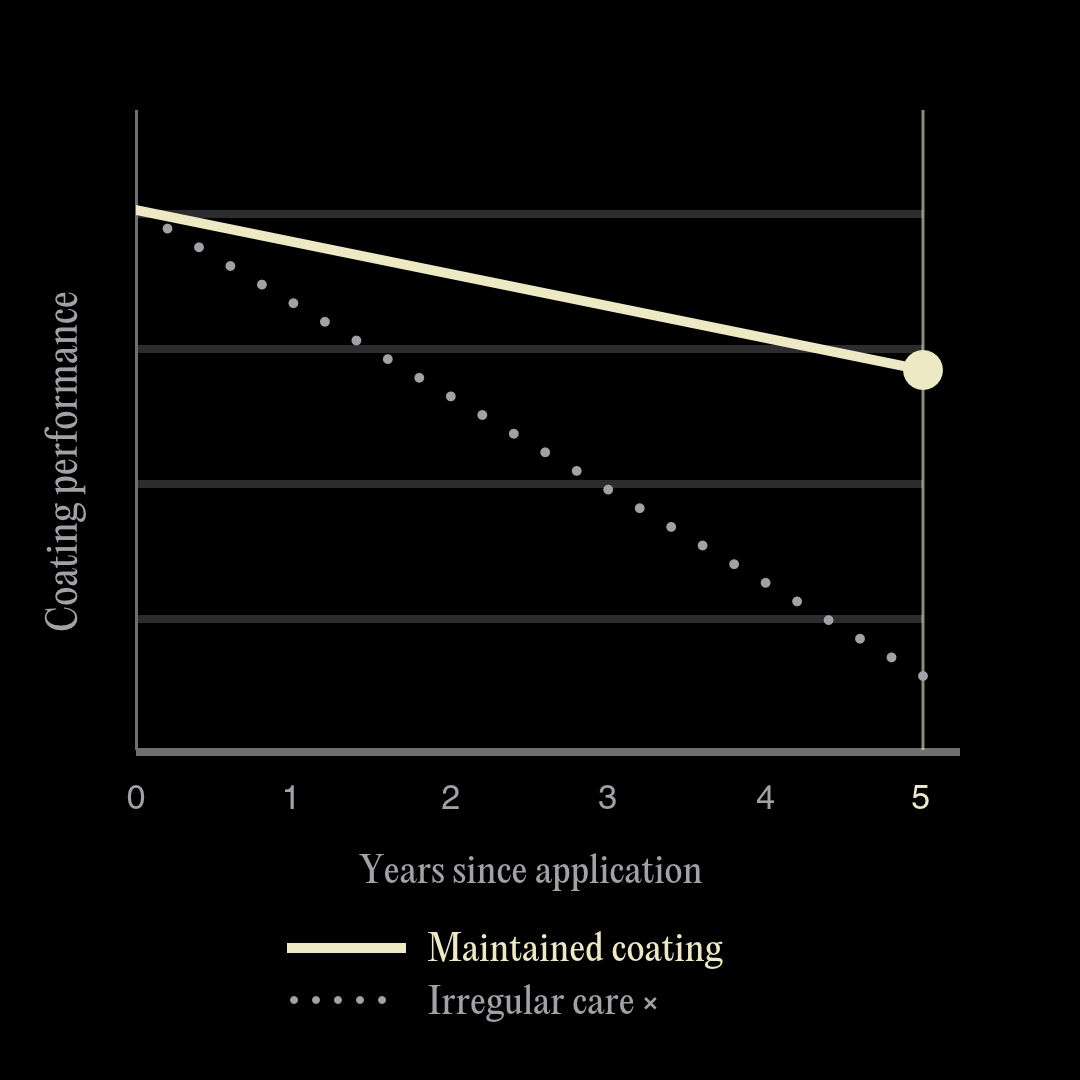 Coating performance
0 1 2 3 4 5
Years since application
Maintained coating
Irregular care ×